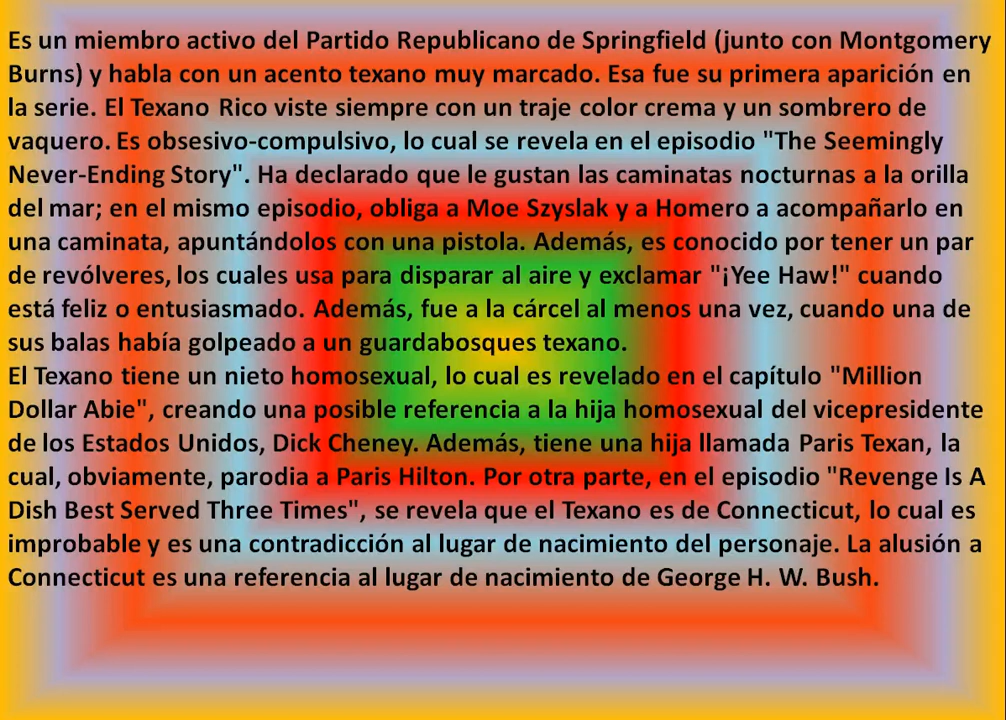 Es un miembro activo del Partido Republicano de Springfield (junto con Montgomery
Burns) y habla con un acento texano muy marcado. Esa fue su primera aparición en
la serie. El Texano Rico viste siempre con un traje color crema y un sombrero de
vaquero. Es obsesivo-compulsivo, lo cual se revela en el episodio "The Seemingly
Never-Ending Story". Ha declarado que le gustan las caminatas nocturnas a la orilla
del mar; en el mismo episodio, obliga a Moe Szyslak y a Homero a acompañarlo en
una caminata, apuntándolos con una pistola. Además, es conocido por tener un par
de revólveres, los cuales usa para disparar al aire y exclamar "¡Yee Haw!" cuando
está feliz o entusiasmado. Además, fue a la cárcel al menos una vez, cuando una de
sus balas había golpeado a un guardabosques texano.
El Texano tiene un nieto homosexual, lo cual es revelado en el capítulo "Million
Dollar Abie", creando una posible referencia a la hija homosexual del vicepresidente
de los Estados Unidos, Dick Cheney. Además, tiene una hija llamada Paris Texan, la
cual, obviamente, parodia a Paris Hilton. Por otra parte, en el episodio "Revenge Is A
Dish Best Served Three Times", se revela que el Texano es de Connecticut, lo cual es
improbable y es una contradicción al lugar de nacimiento del personaje. La alusión a
Connecticut es una referencia al lugar de nacimiento de George H. W. Bush.